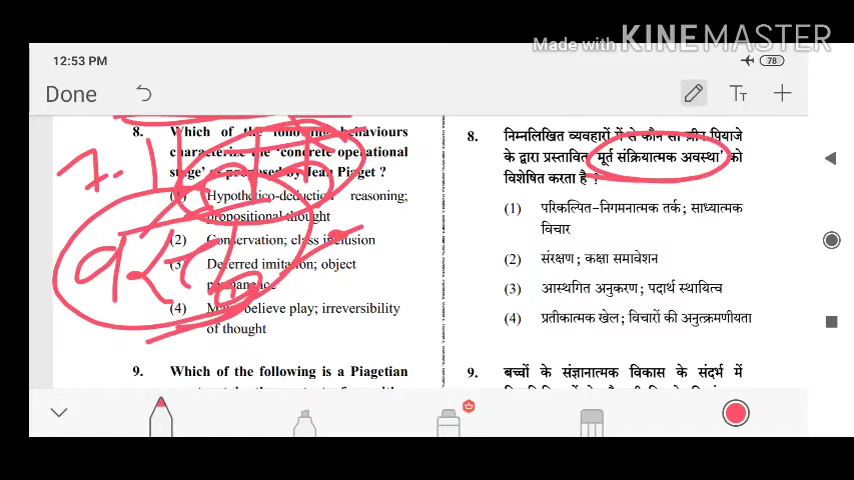 Made with KINEMASTER
12:53 PM
78
Done
8. Which of the following behaviours
characterize the 'concrete operational
stage' as proposed by Jean Piaget ?
(1) Hypothetico-deduction reasoning;
propositional thought
(2) Conservation; class inclusion
(3) Deferred imitation; object
permanence
(4) Make believe play; irreversibility
of thought
9. Which of the following is a Piagetian
8. निम्नलिखित व्यवहारों में से कौन सा जीन पियाजे
के द्वारा प्रस्तावित 'मूर्त संक्रियात्मक अवस्था' को
विशेषित करता है ?
(1) परिकल्पित-निगमनात्मक तर्क; साध्यात्मक
विचार
(2) संरक्षण; कक्षा समावेशन
(3) आस्थगित अनुकरण; पदार्थ स्थायित्व
(4) प्रतीकात्मक खेल; विचारों की अनुत्क्रमणीयता
9. बच्चों के संज्ञानात्मक विकास के संदर्भ में